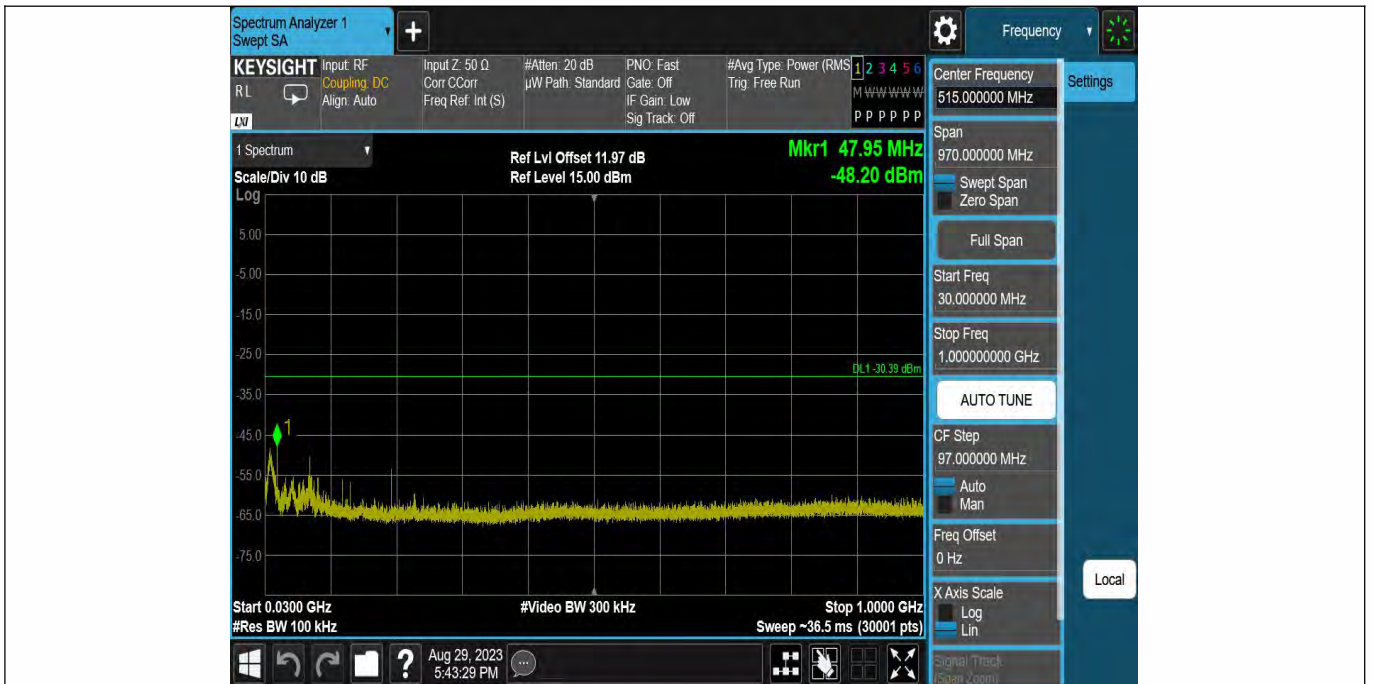 Spectrum Analyzer 1
Swept SA
+
Frequency
KEYSIGHT
RL
LXI
Input: RF
Coupling: DC
Align: Auto
Input Z: 50 Ω
Corr CCorr
Freq Ref: Int (S)
#Atten: 20 dB
µW Path: Standard
PNO: Fast
Gate: Off
IF Gain: Low
Sig Track: Off
#Avg Type: Power (RMS
Trig: Free Run
1 2 3 4 5 6
M W W W W W
P P P P P P
1 Spectrum
Scale/Div 10 dB
Log
Ref Lvl Offset 11.97 dB
Ref Level 15.00 dBm
Mkr1 47.95 MHz
-48.20 dBm
5.00
-5.00
-15.0
-25.0
DL1 -30.39 dBm
-35.0
-45.0
1
-55.0
-65.0
-75.0
Start 0.0300 GHz
#Res BW 100 kHz
#Video BW 300 kHz
Stop 1.0000 GHz
Sweep ~36.5 ms (30001 pts)
Center Frequency
515.000000 MHz
Settings
Span
970.000000 MHz
Swept Span
Zero Span
Full Span
Start Freq
30.000000 MHz
Stop Freq
1.000000000 GHz
AUTO TUNE
CF Step
97.000000 MHz
Auto
Man
Freq Offset
0 Hz
X Axis Scale
Log
Lin
Local
Signal Track
(Span Zoom)
?
Aug 29, 2023
5:43:29 PM